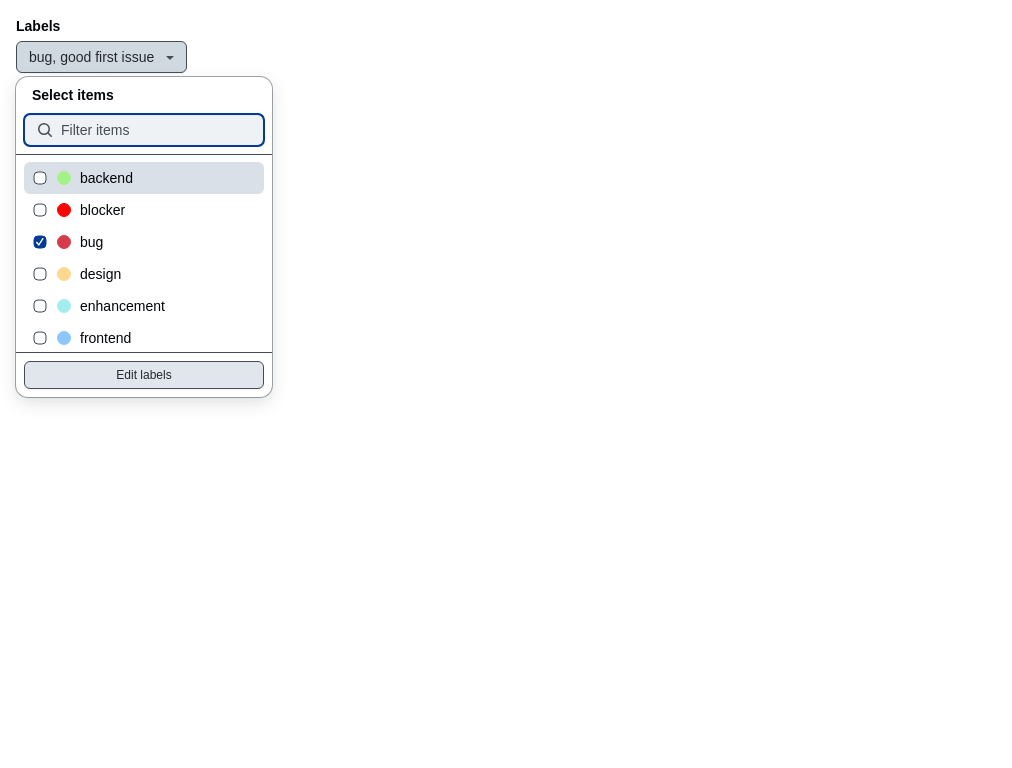 Labels
bug, good first issue
Select items
Filter items
backend
blocker
bug
design
enhancement
frontend
Edit labels